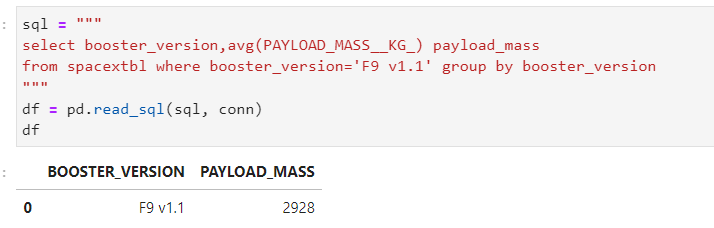 :
sql = """
select booster_version,avg(PAYLOAD_MASS__KG_) payload_mass
from spacextbl where booster_version='F9 v1.1' group by booster_version
"""
df = pd.read_sql(sql, conn)
df
:
BOOSTER_VERSION PAYLOAD_MASS
0 F9 v1.1 2928